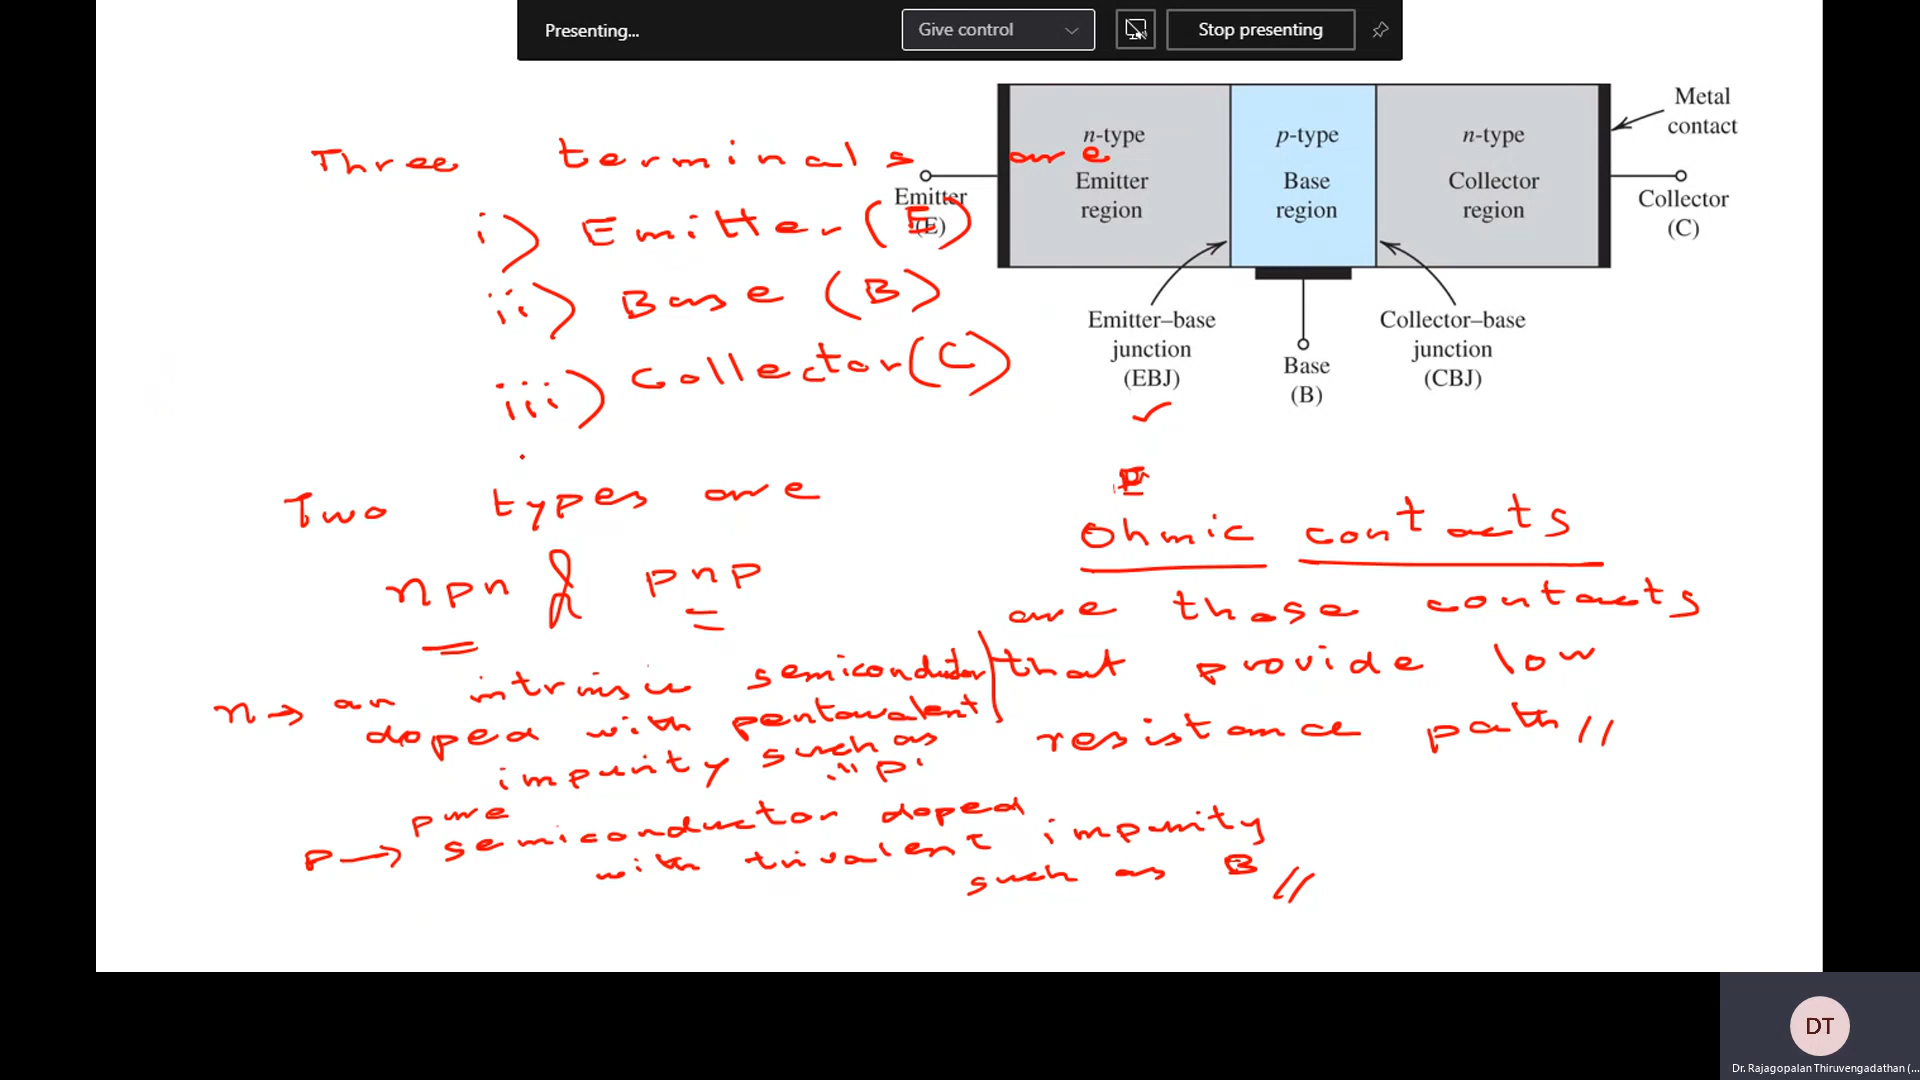 Presenting...
Give control
Stop presenting
Metal
contact
n-type
Emitter
region
p-type
Base
region
n-type
Collector
region
Emitter
(E)
Collector
(C)
Emitter–base
junction
(EBJ)
Base
(B)
Collector–base
junction
(CBJ)
Three terminals are
i) Emitter (E)
ii) Base (B)
iii) Collector (C)
Two types are
npn & pnp
n → an intrinsic semiconductor
doped with pentavalent
impurity such as
"P"
p → pure
semiconductor doped
with trivalent impurity
such as B //
Ohmic contacts
are those contacts
that provide low
resistance path //
DT
Dr. Rajagopalan Thiruvengadathan (...